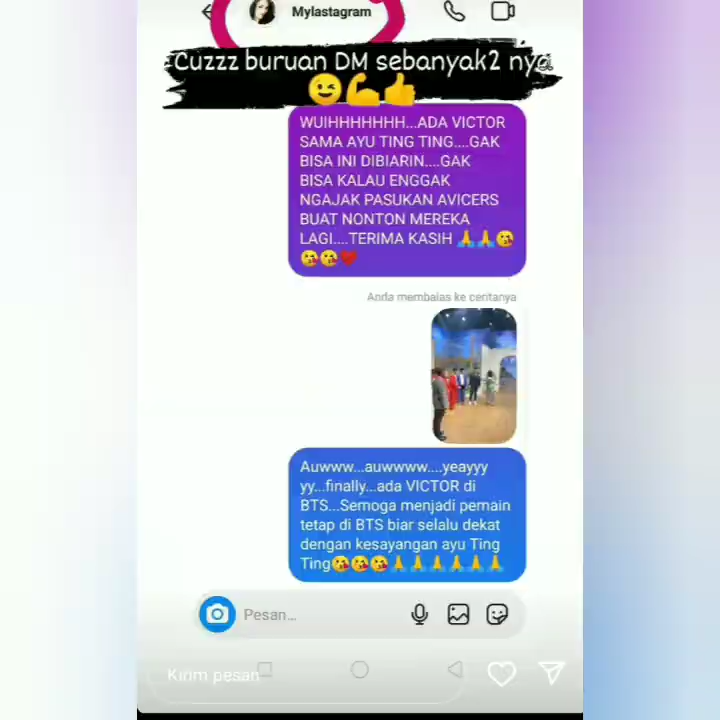 Mylastagram
Cuzzz buruan DM sebanyak2 nya
😉💪👍
WUIHHHHHHH...ADA VICTOR
SAMA AYU TING TING....GAK
BISA INI DIBIARIN....GAK
BISA KALAU ENGGAK
NGAJAK PASUKAN AVICERS
BUAT NONTON MEREKA
LAGI....TERIMA KASIH 🙏🙏😘
😘😘❤️
Anda membalas ke ceritanya
Auwww...auwwww....yeayyy
yy...finally...ada VICTOR di
BTS...Semoga menjadi pemain
tetap di BTS biar selalu dekat
dengan kesayangan ayu Ting
Ting😘😘😘🙏🙏🙏🙏🙏🙏
Pesan...
Kirim pesan